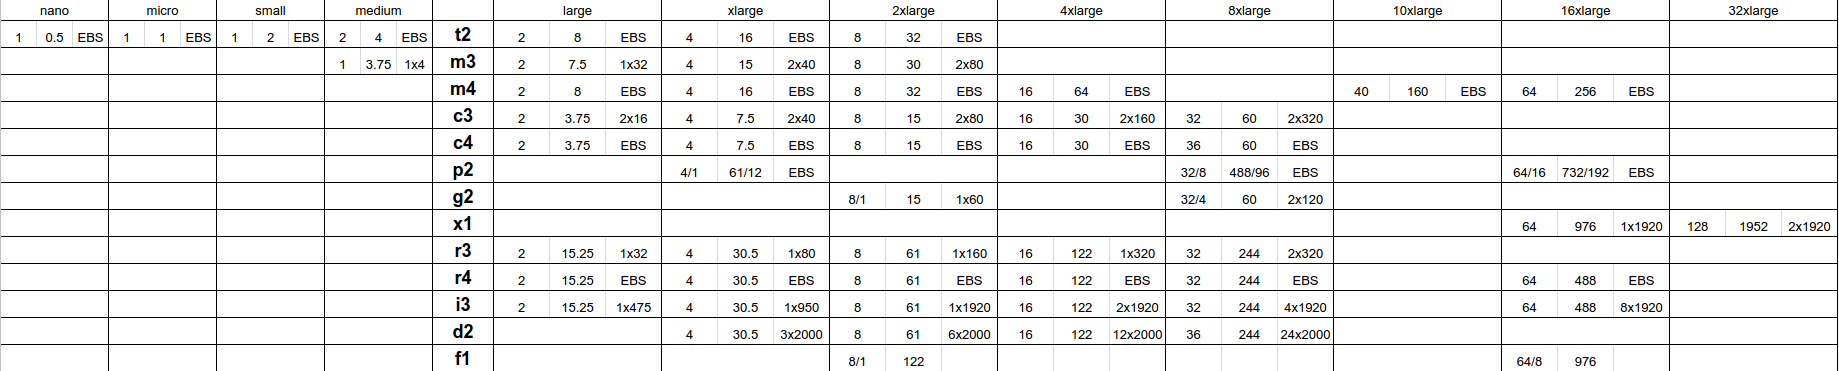 nano micro small medium large xlarge 2xlarge 4xlarge 8xlarge 10xlarge 16xlarge 32xlarge
1 0.5 EBS 1 1 EBS 1 2 EBS 2 4 EBS t2 2 8 EBS 4 16 EBS 8 32 EBS
1 3.75 1x4 m3 2 7.5 1x32 4 15 2x40 8 30 2x80
m4 2 8 EBS 4 16 EBS 8 32 EBS 16 64 EBS 40 160 EBS 64 256 EBS
c3 2 3.75 2x16 4 7.5 2x40 8 15 2x80 16 30 2x160 32 60 2x320
c4 2 3.75 EBS 4 7.5 EBS 8 15 EBS 16 30 EBS 36 60 EBS
p2 4/1 61/12 EBS 32/8 488/96 EBS 64/16 732/192 EBS
g2 8/1 15 1x60 32/4 60 2x120
x1 64 976 1x1920 128 1952 2x1920
r3 2 15.25 1x32 4 30.5 1x80 8 61 1x160 16 122 1x320 32 244 2x320
r4 2 15.25 EBS 4 30.5 EBS 8 61 EBS 16 122 EBS 32 244 EBS 64 488 EBS
i3 2 15.25 1x475 4 30.5 1x950 8 61 1x1920 16 122 2x1920 32 244 4x1920 64 488 8x1920
d2 4 30.5 3x2000 8 61 6x2000 16 122 12x2000 36 244 24x2000
f1 8/1 122 64/8 976